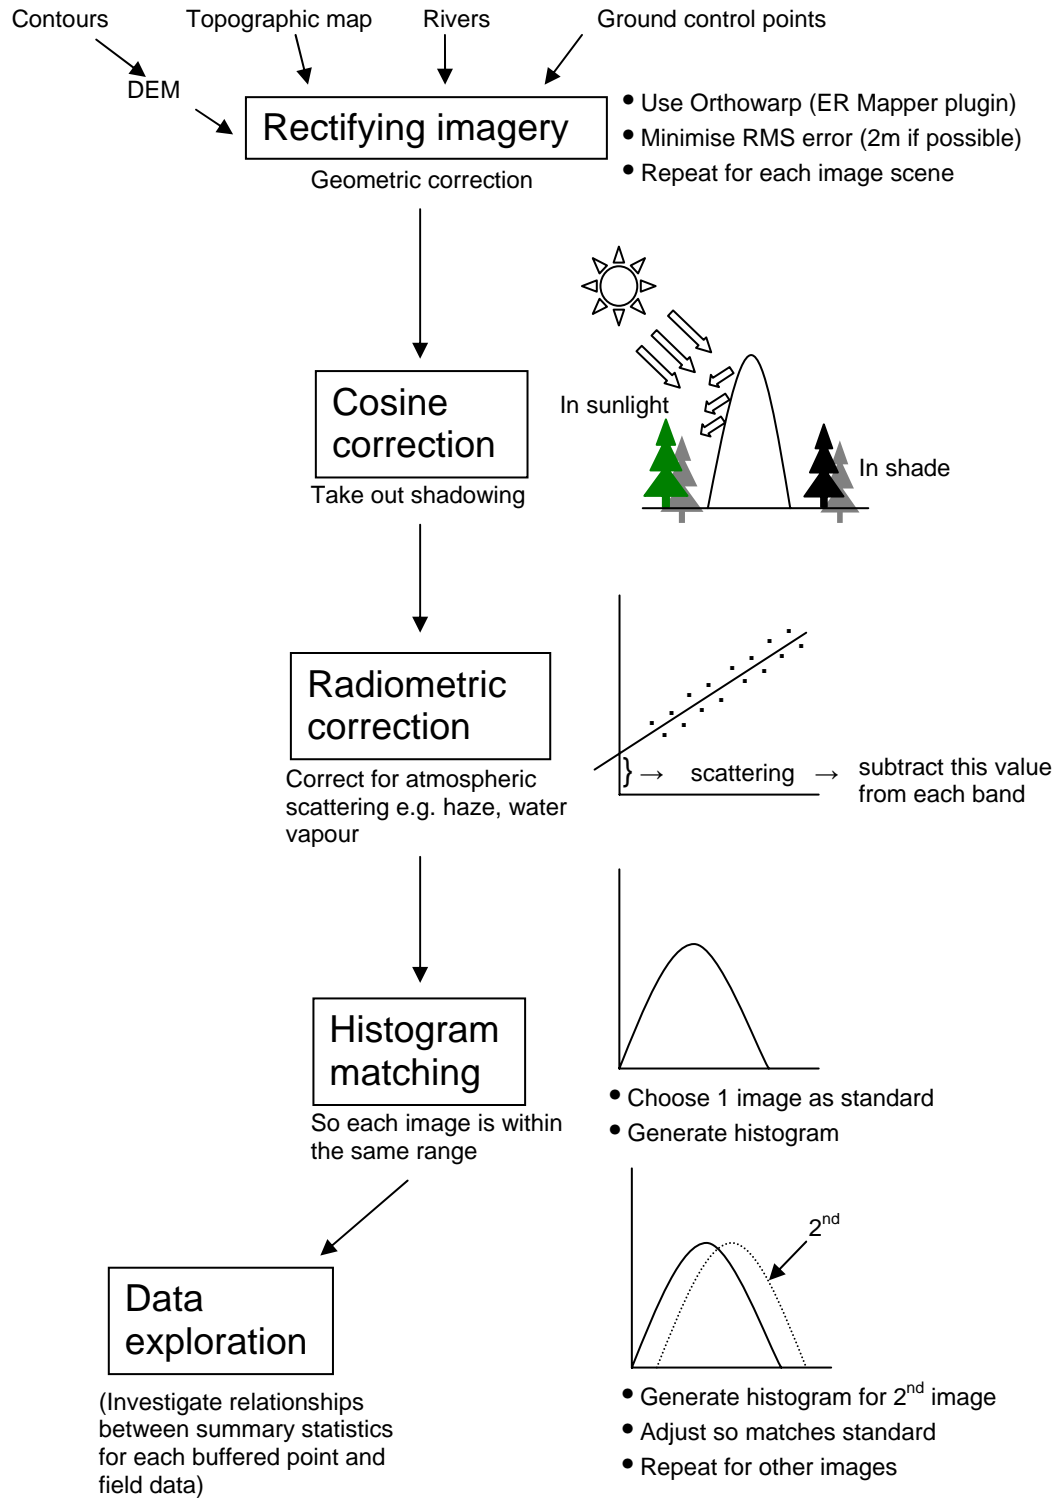 Contours
Topographic map
Rivers
Ground control points
DEM
Rectifying imagery
Geometric correction
• Use Orthowarp (ER Mapper plugin)
• Minimise RMS error (2m if possible)
• Repeat for each image scene
Cosine
correction
Take out shadowing
In sunlight
In shade
Radiometric
correction
Correct for atmospheric
scattering e.g. haze, water
vapour
} → scattering → subtract this value
from each band
Histogram
matching
So each image is within
the same range
• Choose 1 image as standard
• Generate histogram
2nd
Data
exploration
(Investigate relationships
between summary statistics
for each buffered point and
field data)
• Generate histogram for 2nd image
• Adjust so matches standard
• Repeat for other images